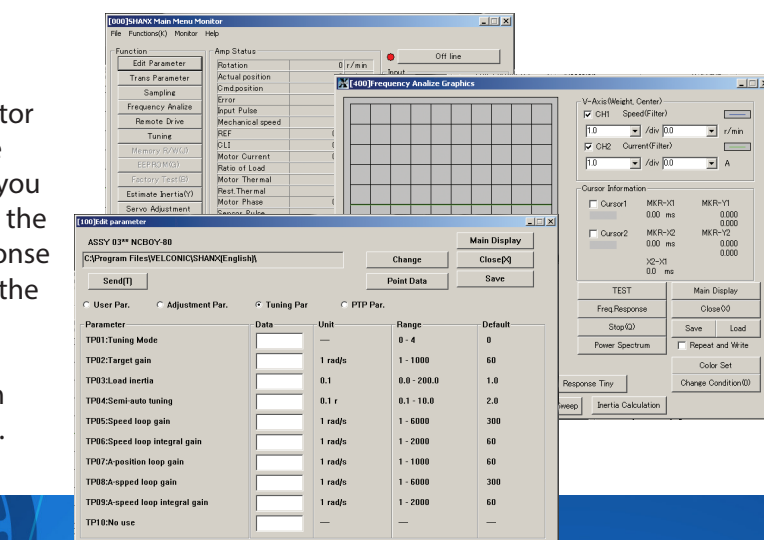 tor
e
you
the
onse
the
n
.
[000]SHANX Main Menu Monitor
File Functions(K) Monitor Help
Function
Edit Parameter
Trans Parameter
Sampling
Frequency Analize
Remote Drive
Tuning
Memory R/W(J)
EEPROM(G)
Factory Test(B)
Estimate Inertia(Y)
Servo Adjustment
Amp Status
Rotation 0 r/min
Actual position
Cmd.position
Error
Input Pulse
Mechanical speed
REF
CLI
Motor Current
Ratio of Load
Motor Thermal
Rest.Thermal
Motor Phase
Sensor Pulse
Off line
Input
[400]Frequency Analize Graphics
V-Axis(Weight, Center)
CH1 Speed(Filter)
1.0 /div 0.0 r/min
CH2 Current(Filter)
1.0 /div 0.0 A
Cursor Information
Cursor1 MKR-X1 MKR-Y1
0.00 ms 0.000
0.000
Cursor2 MKR-X2 MKR-Y2
0.00 ms 0.000
0.000
X2-X1
0.0 ms
TEST Main Display
Freq.Response Close(X)
Stop(Q) Save Load
Power Spectrum Repeat and Write
Color Set
Response Tiny Change Condition(I)
Sweep Inertia Calculation
[100]Edit parameter
ASSY 03** NCBOY-80 Main Display
C:\Program Files\VELCONIC\SHANX(English)\ Change Close(X)
Send(T) Point Data Save
User Par. Adjustment Par. Tuning Par PTP Par.
Parameter Data Unit Range Default
TP01:Tuning Mode — 0 - 4 0
TP02:Target gain 1 rad/s 1 - 1000 60
TP03:Load inertia 0.1 0.0 - 200.0 1.0
TP04:Semi-auto tuning 0.1 r 0.1 - 10.0 2.0
TP05:Speed loop gain 1 rad/s 1 - 6000 300
TP06:Speed loop integral gain 1 rad/s 1 - 2000 60
TP07:A-position loop gain 1 rad/s 1 - 1000 60
TP08:A-spped loop gain 1 rad/s 1 - 6000 300
TP09:A-speed loop integral gain 1 rad/s 1 - 2000 60
TP10:No use — — —